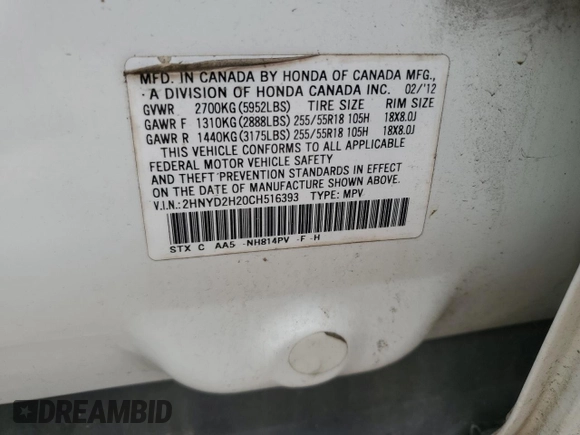 MFD. IN CANADA BY HONDA OF CANADA MFG.,
A DIVISION OF HONDA CANADA INC. 02/'12
GVWR 2700KG(5952LBS) TIRE SIZE RIM SIZE
GAWR F 1310KG(2888LBS) 255/55R18 105H 18X8.0J
GAWR R 1440KG(3175LBS) 255/55R18 105H 18X8.0J
THIS VEHICLE CONFORMS TO ALL APPLICABLE
FEDERAL MOTOR VEHICLE SAFETY
AND THEFT PREVENTION STANDARDS IN EFFECT
ON THE DATE OF MANUFACTURE SHOWN ABOVE.
V.I.N.: 2HNYD2H20CH516393 TYPE: MPV
STX C AA5 -NH814PV -F -H
DREAMBID